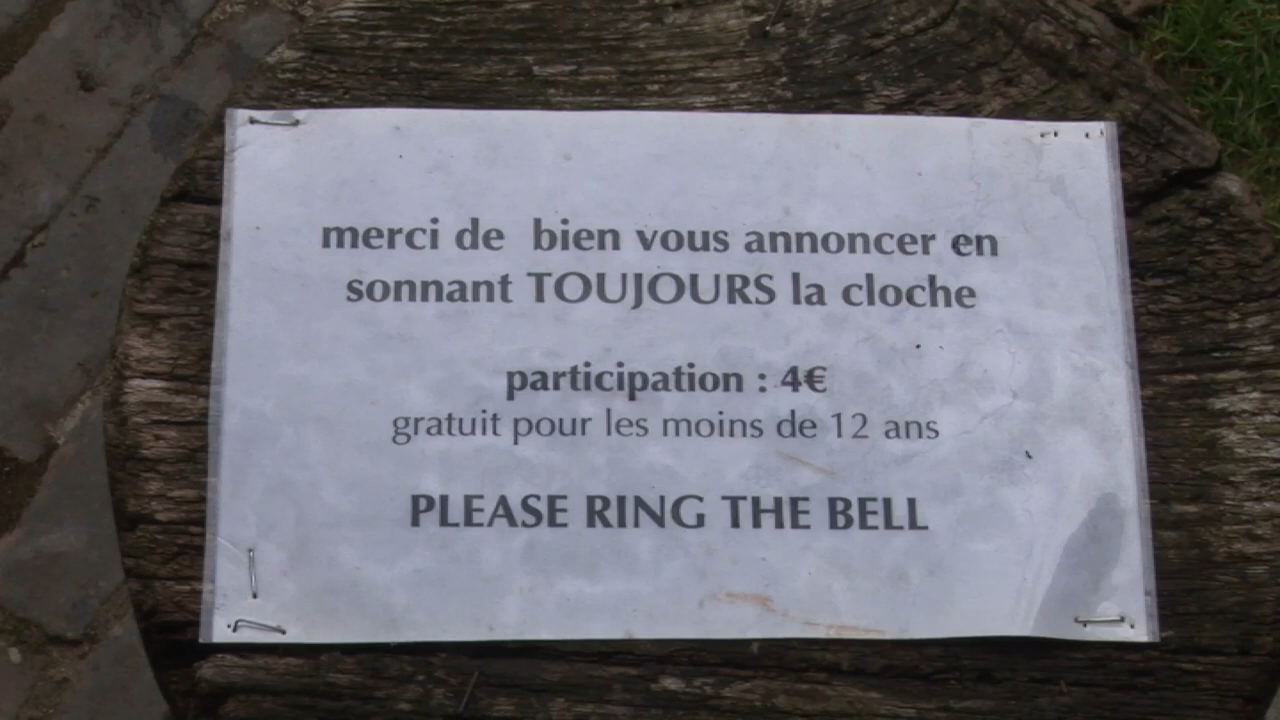 merci de bien vous annoncer en
sonnant TOUJOURS la cloche
participation : 4€
gratuit pour les moins de 12 ans
PLEASE RING THE BELL